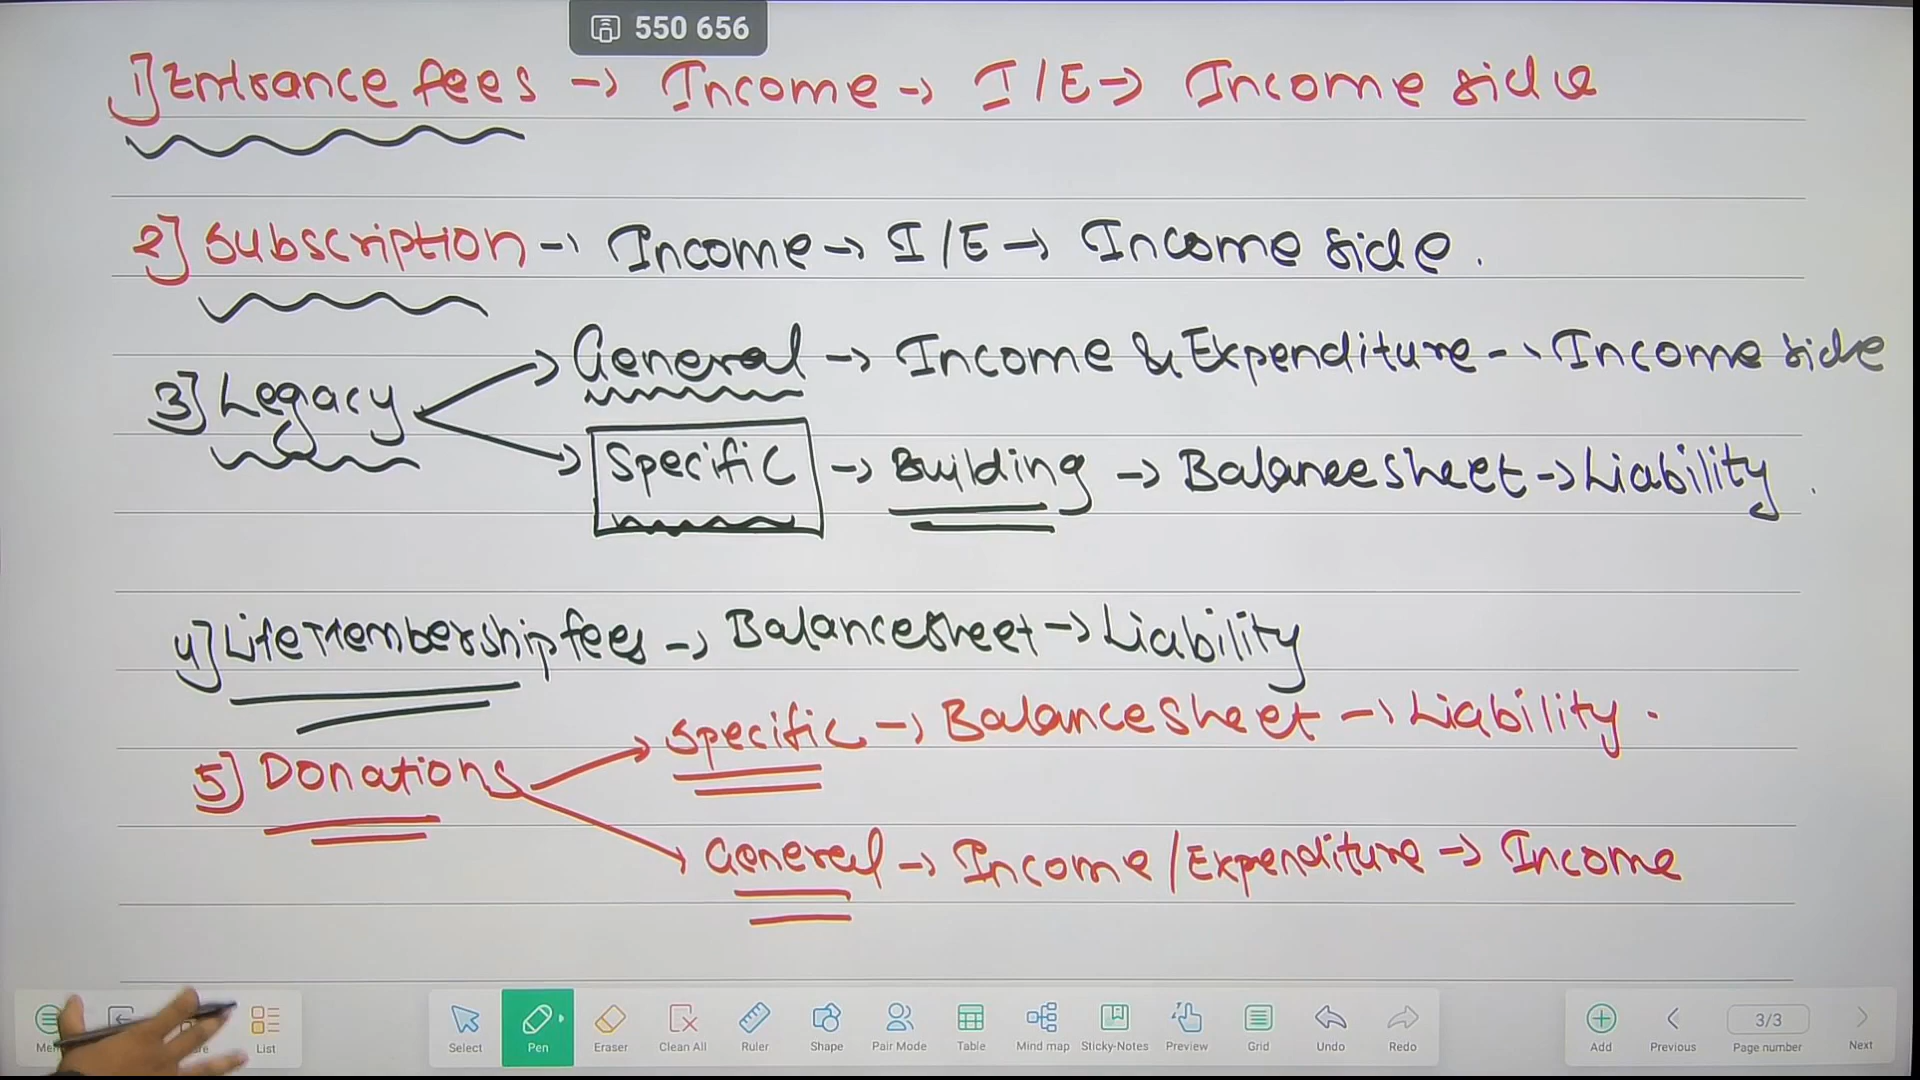 550 656
1] Entrance fees → Income → I/E → Income side
2] Subscription → Income → I/E → Income side.
General → Income & Expenditure → Income side
3] Legacy
Specific → Building → Balance sheet → Liability.
4] Life Membership fees → Balance sheet → Liability
Specific → Balance sheet → Liability.
5] Donations
General → Income/Expenditure → Income
List Select Pen Eraser Clean All Ruler Shape Pair Mode Table Mind map Sticky-Notes Preview Grid Undo Redo Add Previous 3/3 Page number Next